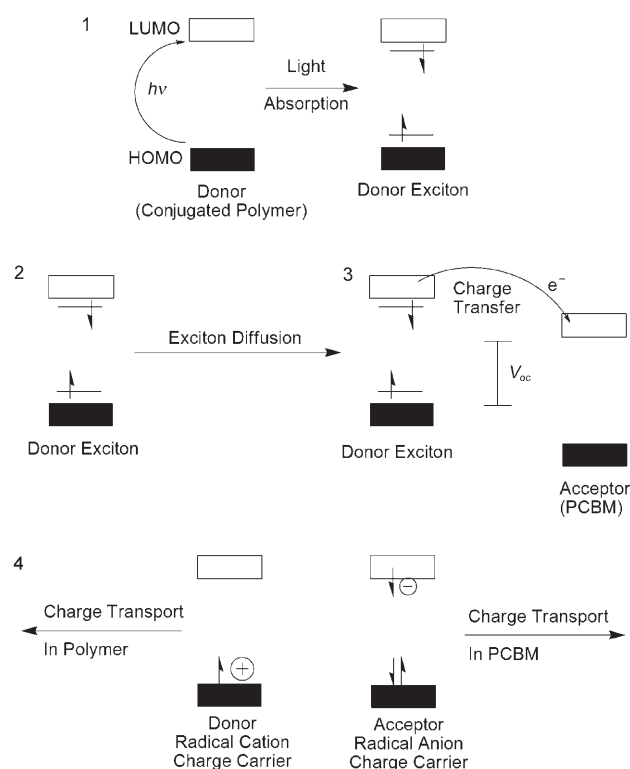 1
LUMO
hν
HOMO
Donor
(Conjugated Polymer)
Light
Absorption
Donor Exciton
2
Donor Exciton
Exciton Diffusion
3
Charge
Transfer
e⁻
Voc
Donor Exciton
Acceptor
(PCBM)
4
Charge Transport
In Polymer
+
Donor
Radical Cation
Charge Carrier
−
Acceptor
Radical Anion
Charge Carrier
Charge Transport
In PCBM